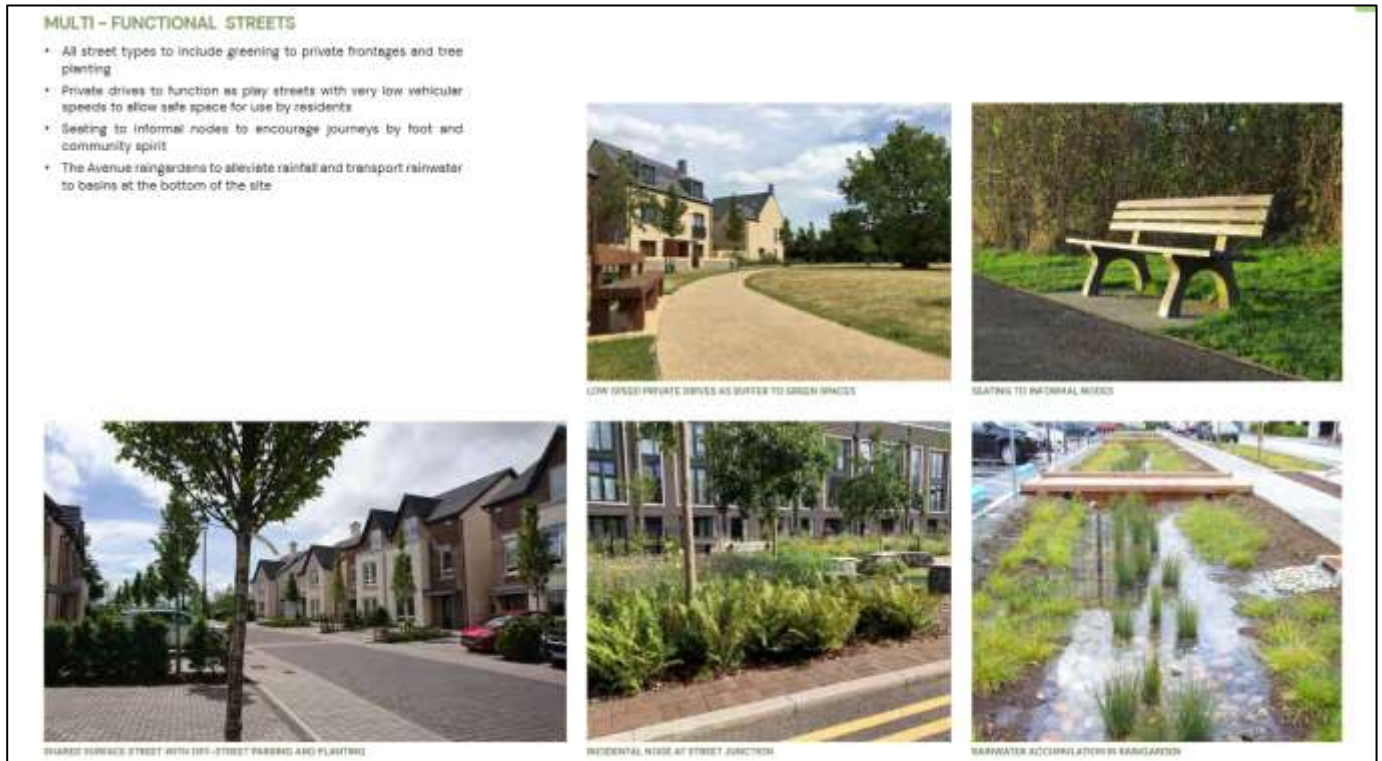 MULTI - FUNCTIONAL STREETS
• All street types to include greening to private frontages and tree
planting
• Private drives to function as play streets with very low vehicular
speeds to allow safe space for use by residents
• Seating to informal nodes to encourage journeys by foot and
community spirit
• The Avenue raingardens to alleviate rainfall and transport rainwater
to basins at the bottom of the site
LOW SPEED PRIVATE DRIVES AS BUFFER TO GREEN SPACES
SEATING TO INFORMAL NODES
SHARED SURFACE STREET WITH OFF-STREET PARKING AND PLANTING
INCIDENTAL NODE AT STREET JUNCTION
RAINWATER ACCUMULATION IN RAINGARDEN